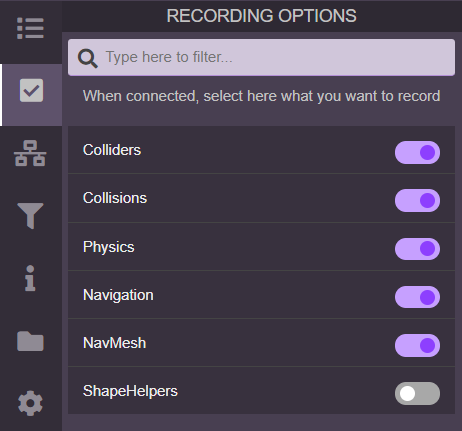 RECORDING OPTIONS
Type here to filter...
When connected, select here what you want to record
Colliders
Collisions
Physics
Navigation
NavMesh
ShapeHelpers